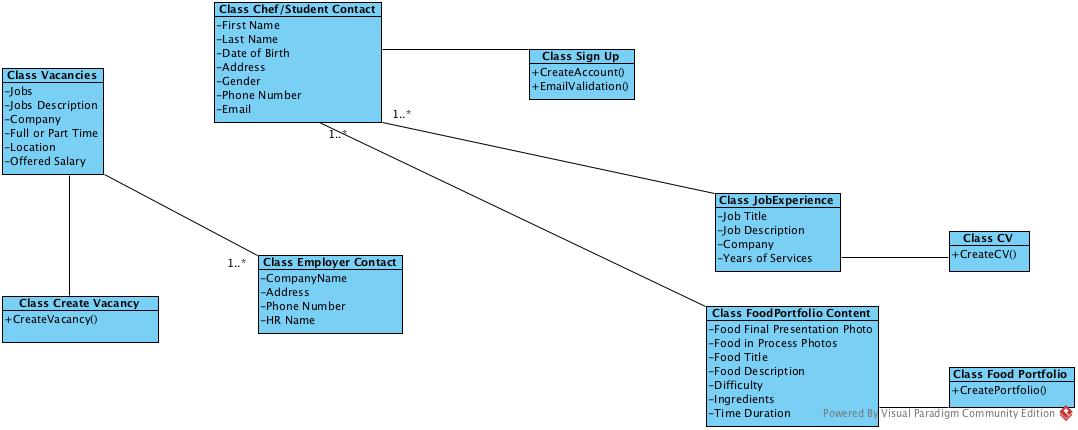 Class Chef/Student Contact
-First Name
-Last Name
-Date of Birth
-Address
-Gender
-Phone Number
-Email
Class Sign Up
+CreateAccount()
+EmailValidation()
Class Vacancies
-Jobs
-Jobs Description
-Company
-Full or Part Time
-Location
-Offered Salary
1..*
1..*
Class JobExperience
-Job Title
-Job Description
-Company
-Years of Services
Class CV
+CreateCV()
1..*
Class Employer Contact
-CompanyName
-Address
-Phone Number
-HR Name
Class Create Vacancy
+CreateVacancy()
Class FoodPortfolio Content
-Food Final Presentation Photo
-Food in Process Photos
-Food Title
-Food Description
-Difficulty
-Ingredients
-Time Duration
Class Food Portfolio
+CreatePortfolio()
Powered By Visual Paradigm Community Edition